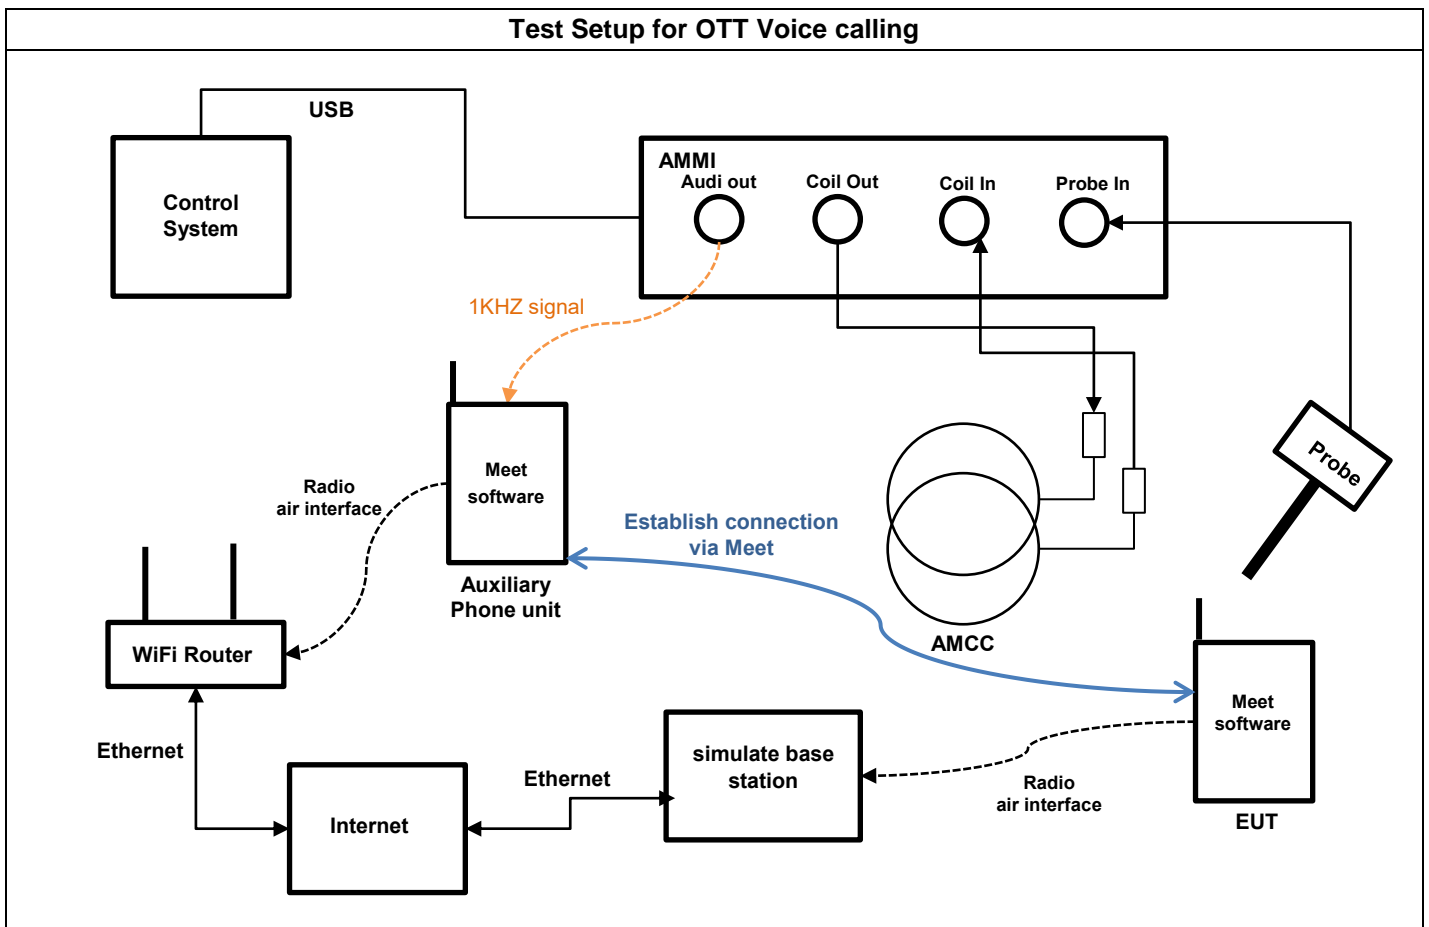 Test Setup for OTT Voice calling
USB
Control
System
AMMI
Audi out
Coil Out
Coil In
Probe In
1KHZ signal
Meet
software
Auxiliary
Phone unit
Radio
air interface
Establish connection
via Meet
AMCC
Probe
WiFi Router
Ethernet
Internet
Ethernet
simulate base
station
Radio
air interface
Meet
software
EUT